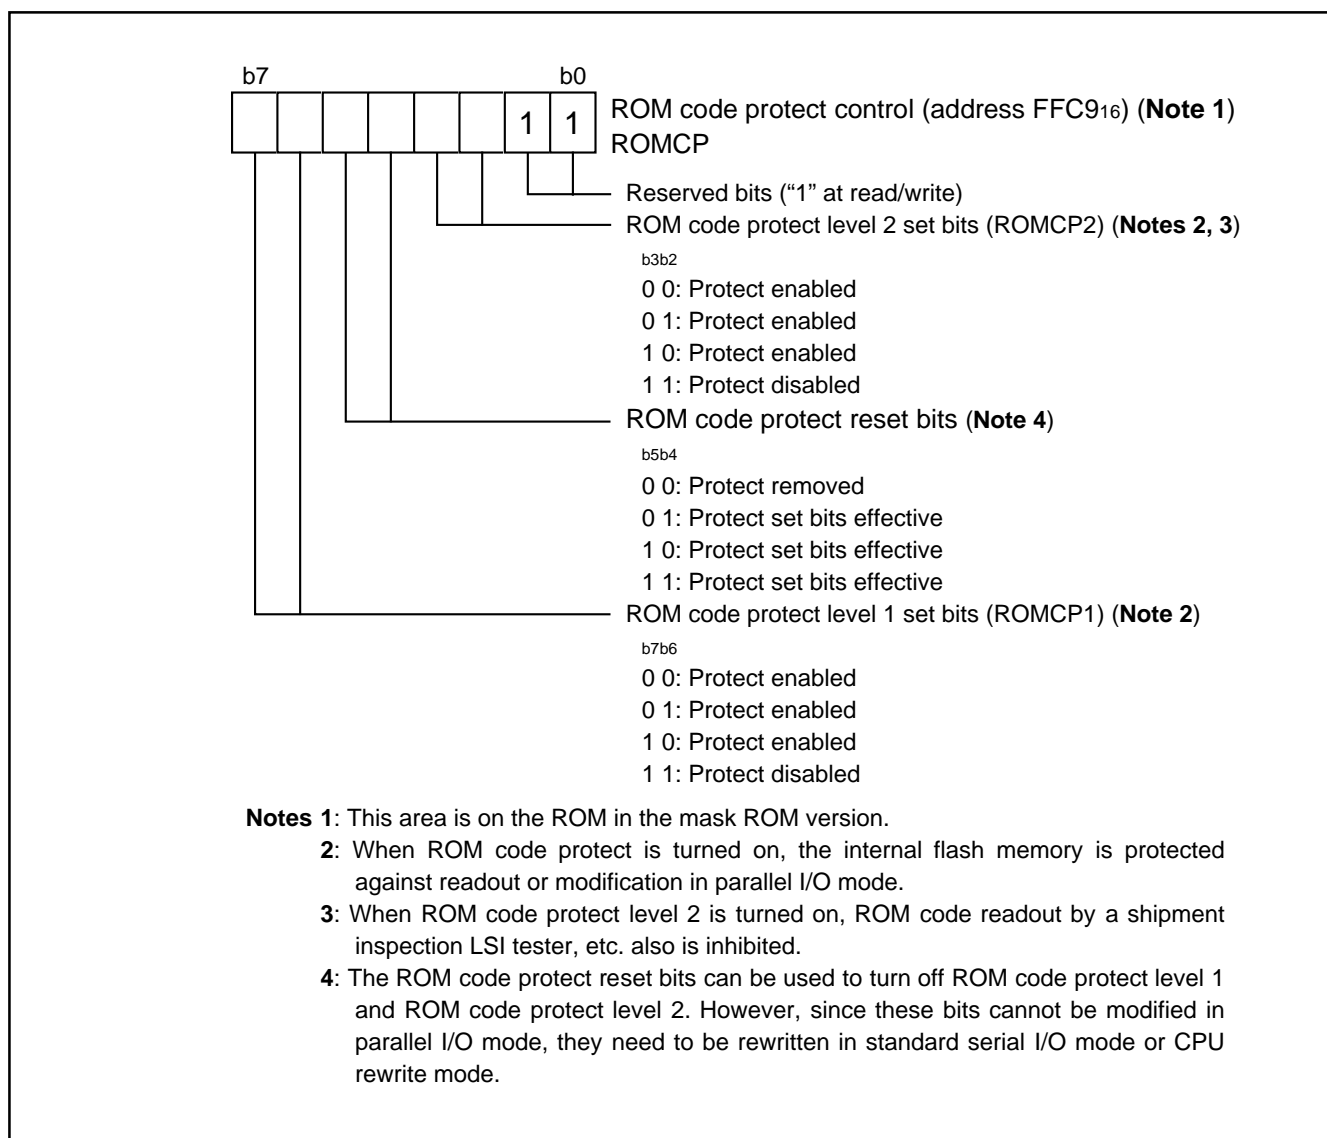 b7 b0
1 1 ROM code protect control (address FFC916) (Note 1)
ROMCP
Reserved bits (“1” at read/write)
ROM code protect level 2 set bits (ROMCP2) (Notes 2, 3)
b3b2
0 0: Protect enabled
0 1: Protect enabled
1 0: Protect enabled
1 1: Protect disabled
ROM code protect reset bits (Note 4)
b5b4
0 0: Protect removed
0 1: Protect set bits effective
1 0: Protect set bits effective
1 1: Protect set bits effective
ROM code protect level 1 set bits (ROMCP1) (Note 2)
b7b6
0 0: Protect enabled
0 1: Protect enabled
1 0: Protect enabled
1 1: Protect disabled
Notes 1: This area is on the ROM in the mask ROM version.
2: When ROM code protect is turned on, the internal flash memory is protected
against readout or modification in parallel I/O mode.
3: When ROM code protect level 2 is turned on, ROM code readout by a shipment
inspection LSI tester, etc. also is inhibited.
4: The ROM code protect reset bits can be used to turn off ROM code protect level 1
and ROM code protect level 2. However, since these bits cannot be modified in
parallel I/O mode, they need to be rewritten in standard serial I/O mode or CPU
rewrite mode.